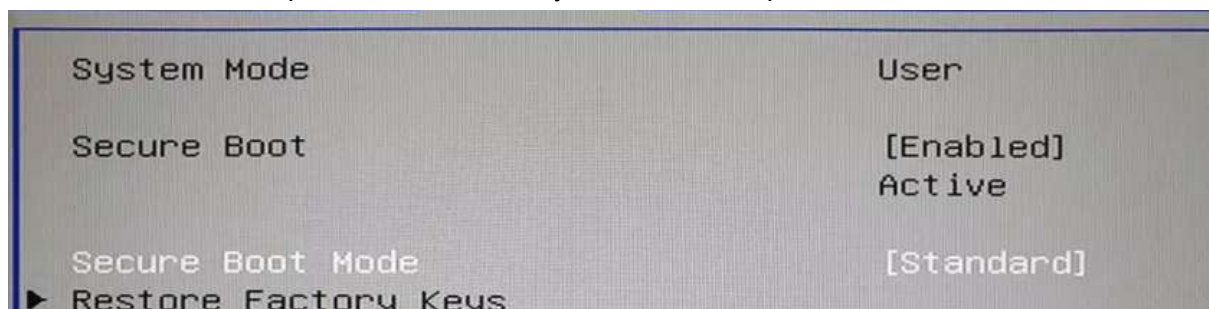 System Mode User
Secure Boot [Enabled]
Active
Secure Boot Mode [Standard]
▶ Restore Factory Keys